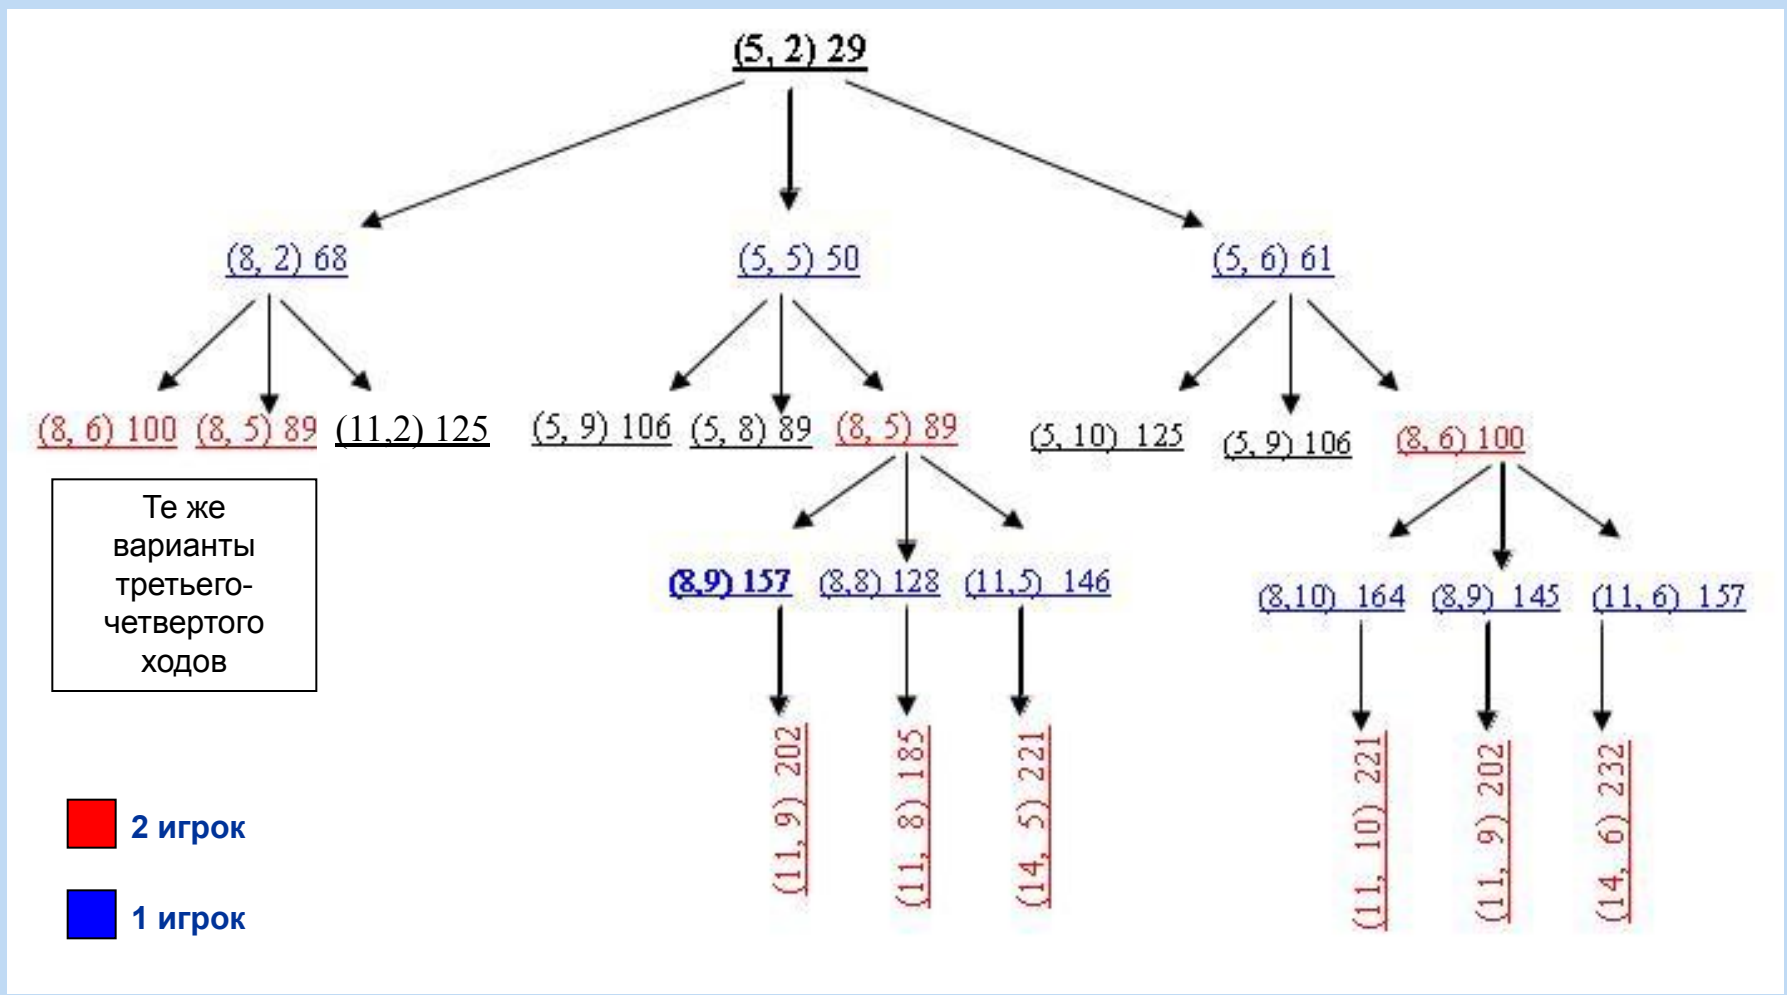 (5, 2) 29
(8, 2) 68
(5, 5) 50
(5, 6) 61
(8, 6) 100
(8, 5) 89
(11,2) 125
(5, 9) 106
(5, 8) 89
(8, 5) 89
(5, 10) 125
(5, 9) 106
(8, 6) 100
Те же
варианты
третьего-
четвертого
ходов
(8,9) 157
(8,8) 128
(11,5) 146
(8,10) 164
(8,9) 145
(11, 6) 157
(11, 9) 202
(11, 8) 185
(14, 5) 221
(11, 10) 221
(11, 9) 202
(14, 6) 232
2 игрок
1 игрок